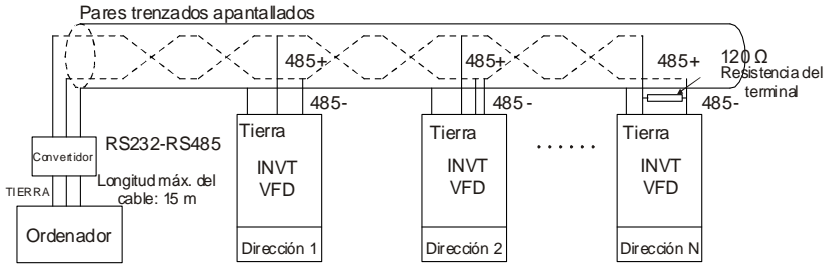 Pares trenzados apantallados
485+
485+
485+
120 Ω
Resistencia del
terminal
485-
485-
485-
Tierra
Tierra
Tierra
Convertidor
RS232-RS485
INVT
VFD
INVT
VFD
......
INVT
VFD
TIERRA
Longitud máx. del
cable: 15 m
Ordenador
Dirección 1
Dirección 2
Dirección N